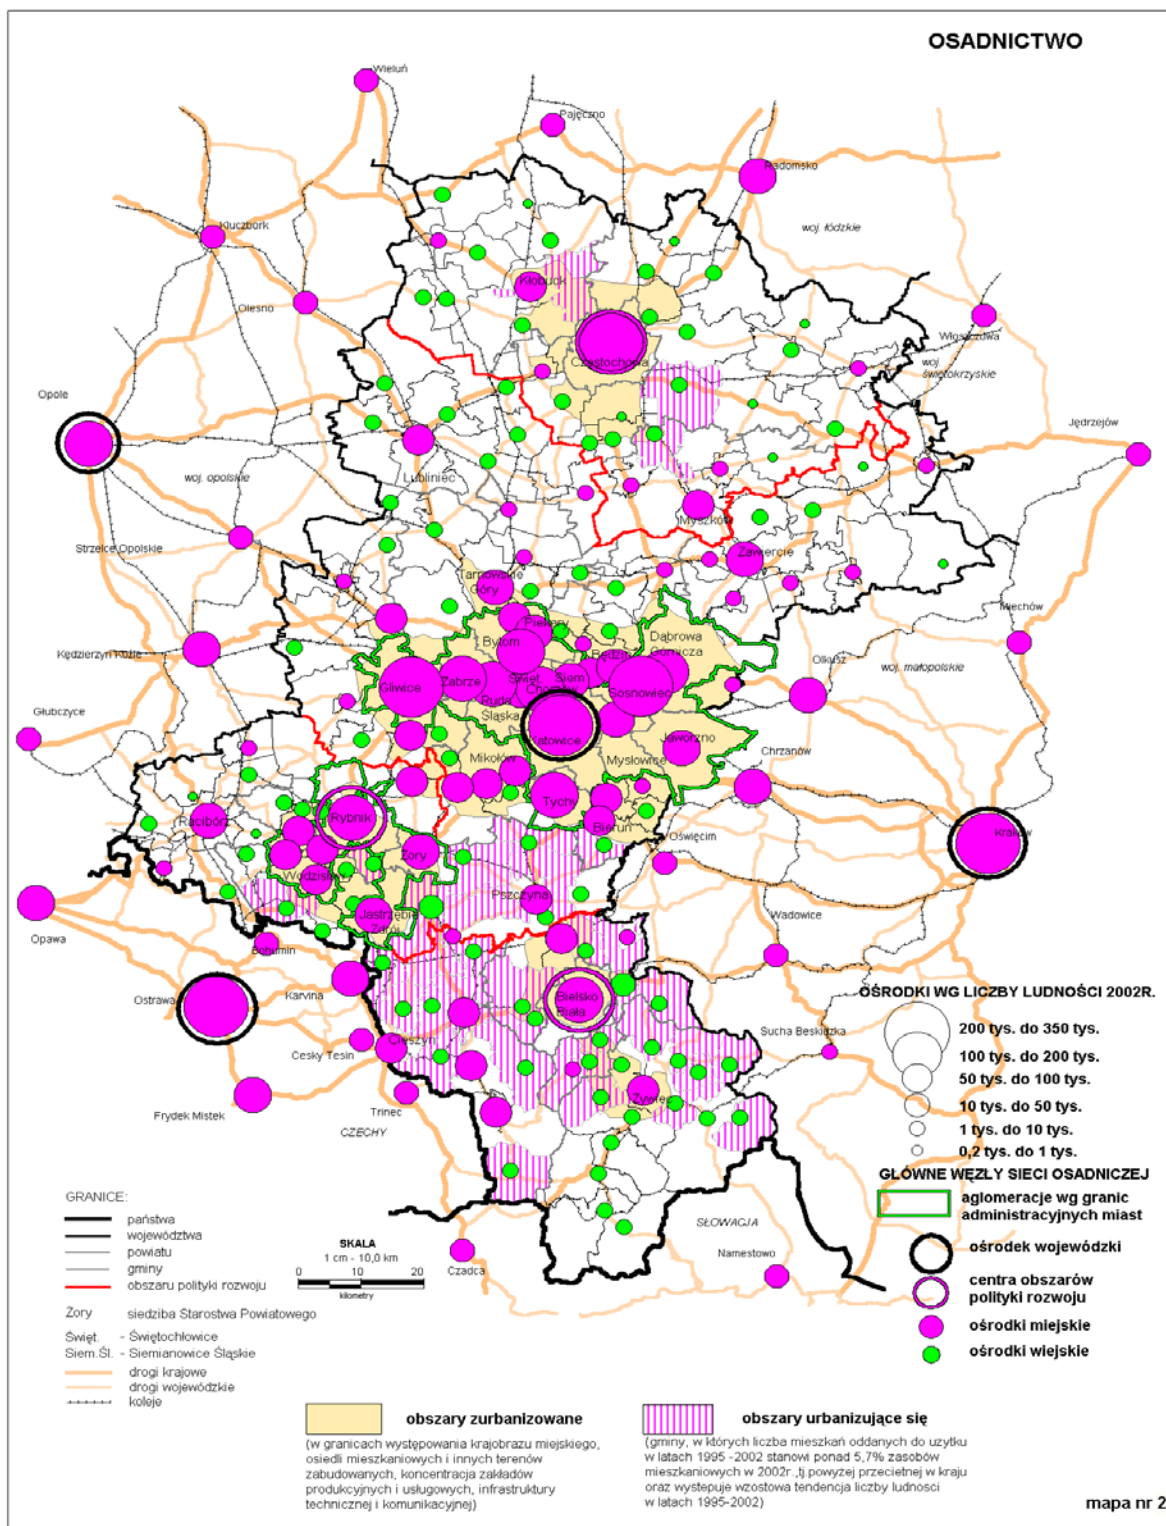 OSADNICTWO
Wieluń
Pajęczno
Radomsko
Kluczbork
woj. łódzkie
Kłobuck
Olesno
Włoszczowa
Częstochowa
woj.
świętokrzyskie
Opole
Jędrzejów
Lubliniec
woj. opolskie
Myszków
Strzelce Opolskie
Zawiercie
Tarnowskie
Góry
Miechów
Piekary
Bytom
Dąbrowa
Górnicza
Kędzierzyn Koźle
Będzin
Olkusz
woj. małopolskie
Gliwice
Zabrze
Święt.
Siem
Chorzów
Sosnowiec
Ruda
Śląska
Głubczyce
Katowice
Jaworzno
Mikołów
Mysłowice
Chrzanów
Tychy
Racibórz
Rybnik
Bieruń
Kraków
Oświęcim
Żory
Wodzisław
Pszczyna
Jastrzębie
Zdrój
Wadowice
Opawa
Bohumin
Ostrawa
Karvina
Bielsko
Biała
OŚRODKI WG LICZBY LUDNOŚCI 2002R.
200 tys. do 350 tys.
Sucha Beskidzka
Cieszyn
Cesky Tesin
100 tys. do 200 tys.
50 tys. do 100 tys.
Żywiec
Frydek Mistek
Trinec
10 tys. do 50 tys.
CZECHY
1 tys. do 10 tys.
0,2 tys. do 1 tys.
GŁÓWNE WĘZŁY SIECI OSADNICZEJ
aglomeracje wg granic
administracyjnych miast
GRANICE:
państwa
województwa
powiatu
gminy
obszaru polityki rozwoju
SKALA
1 cm - 10,0 km
0 10 20
kilometry
SŁOWACJA
Czadca
Namestowo
ośrodek wojewódzki
centra obszarów
polityki rozwoju
ośrodki miejskie
ośrodki wiejskie
Żory siedziba Starostwa Powiatowego
Święt. - Świętochłowice
Siem.Śl. - Siemianowice Śląskie
drogi krajowe
drogi wojewódzkie
koleje
obszary zurbanizowane
(w granicach występowania krajobrazu miejskiego,
osiedli mieszkaniowych i innych terenów
zabudowanych, koncentracja zakładów
produkcyjnych i usługowych, infrastruktury
technicznej i komunikacyjnej)
obszary urbanizujące się
(gminy, w których liczba mieszkań oddanych do uzytku
w latach 1995 -2002 stanowi ponad 5,7% zasobów
mieszkaniowych w 2002r.,tj powyżej przecietnej w kraju
oraz wystepuje wzostowa tendencja liczby ludnosci
w latach 1995-2002)
mapa nr 2